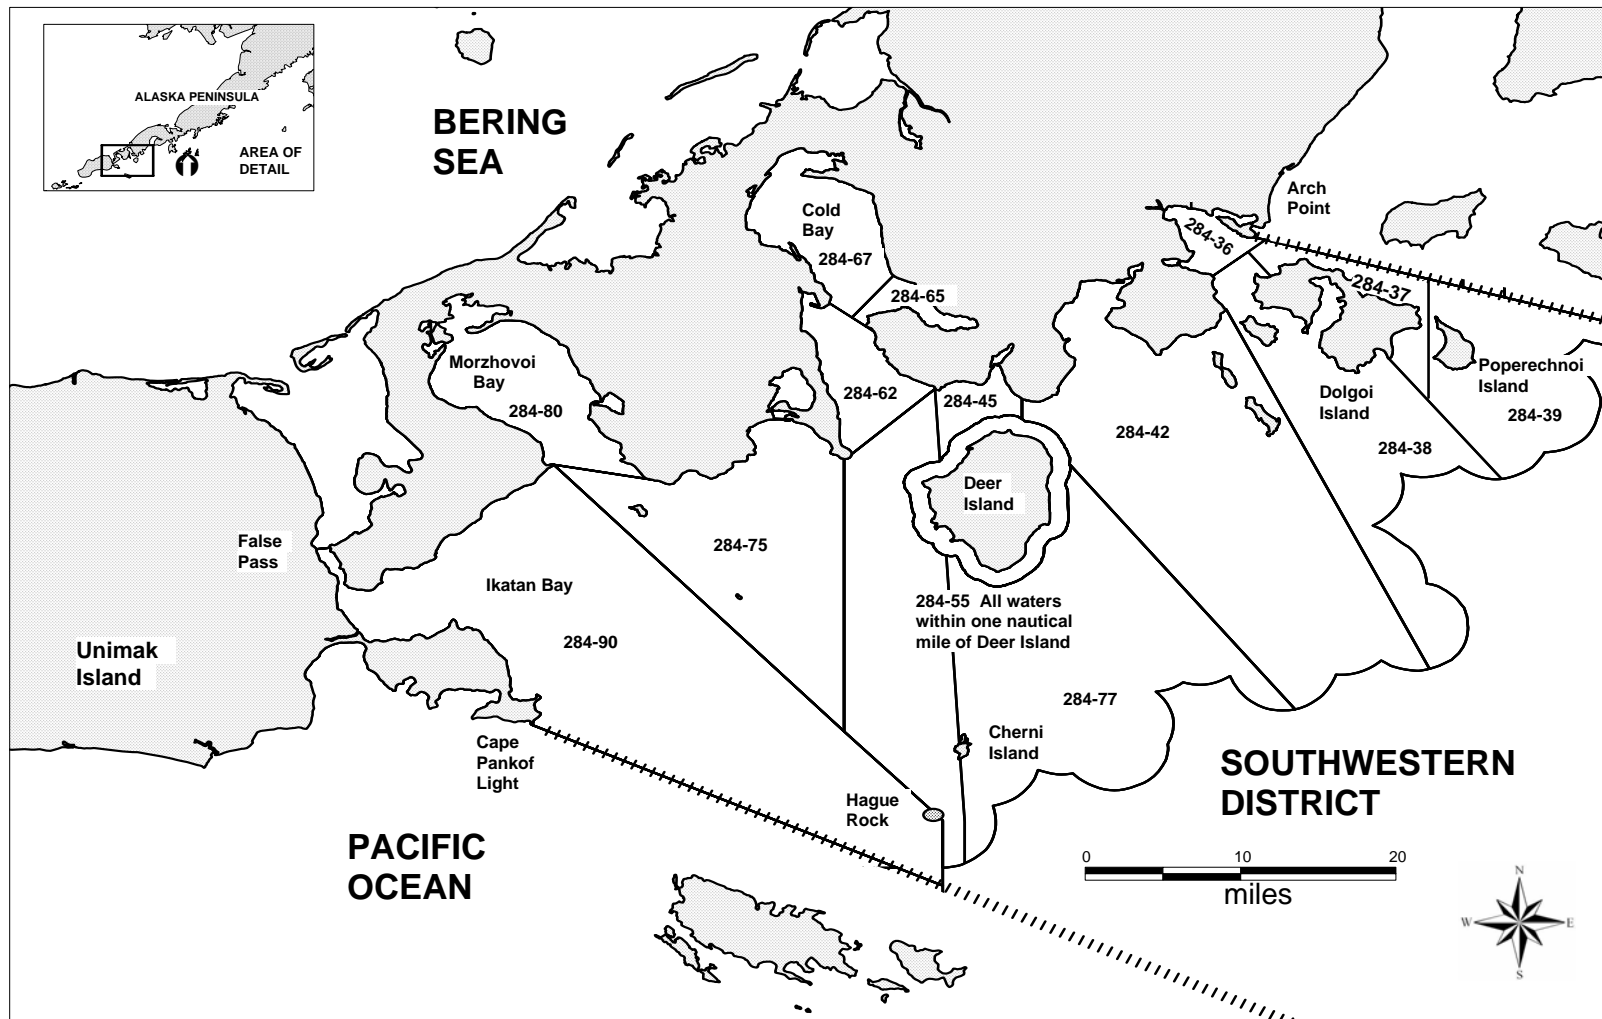 ALASKA PENINSULA
AREA OF
DETAIL
BERING
SEA
Arch
Point
Cold
Bay
284-67
284-65
284-36
284-37
Morzhovoi
Bay
284-80
284-62
284-45
284-42
Dolgoi
Island
284-38
Poperechnoi
Island
284-39
Deer
Island
284-75
False
Pass
Ikatan Bay
284-90
284-55 All waters
within one nautical
mile of Deer Island
Unimak
Island
284-77
Cherni
Island
Cape
Pankof
Light
Hague
Rock
SOUTHWESTERN
DISTRICT
PACIFIC
OCEAN
0 10 20
miles
N
W E
S